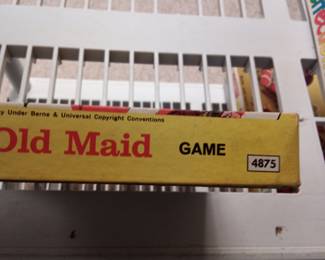 y Under Berne & Universal Copyright Conventions
Old Maid GAME
4875